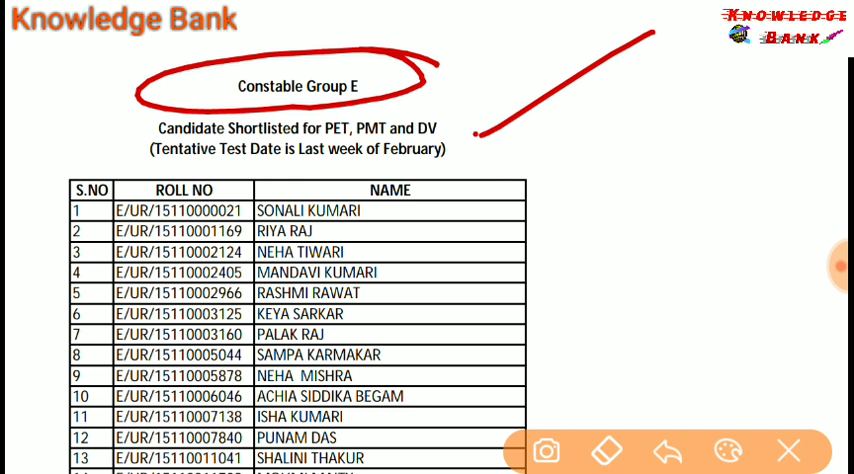 Knowledge Bank
KNOWLEDGE
BANK
Constable Group E
Candidate Shortlisted for PET, PMT and DV
(Tentative Test Date is Last week of February)
S.NO ROLL NO NAME
1 E/UR/15110000021 SONALI KUMARI
2 E/UR/15110001169 RIYA RAJ
3 E/UR/15110002124 NEHA TIWARI
4 E/UR/15110002405 MANDAVI KUMARI
5 E/UR/15110002966 RASHMI RAWAT
6 E/UR/15110003125 KEYA SARKAR
7 E/UR/15110003160 PALAK RAJ
8 E/UR/15110005044 SAMPA KARMAKAR
9 E/UR/15110005878 NEHA MISHRA
10 E/UR/15110006046 ACHIA SIDDIKA BEGAM
11 E/UR/15110007138 ISHA KUMARI
12 E/UR/15110007840 PUNAM DAS
13 E/UR/15110011041 SHALINI THAKUR